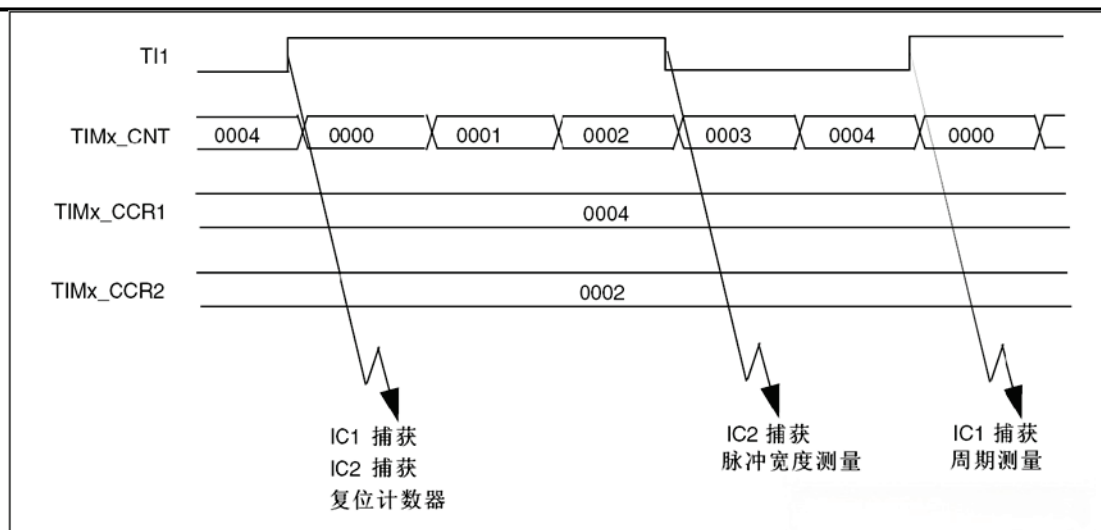 TI1
TIMx_CNT
0004 0000 0001 0002 0003 0004 0000
TIMx_CCR1
0004
TIMx_CCR2
0002
IC1 捕获
IC2 捕获
复位计数器
IC2 捕获
脉冲宽度测量
IC1 捕获
周期测量